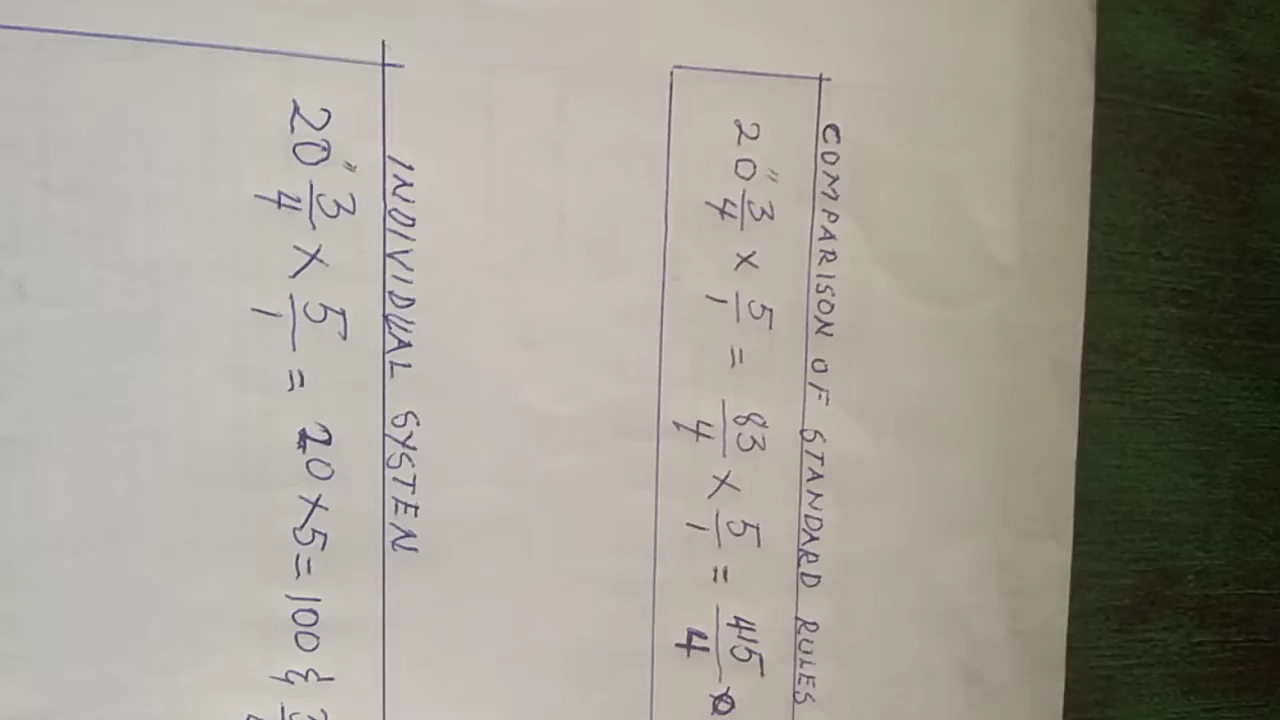 COMPARISON OF STANDARD RULES
20" 3/4 × 5/1 = 83/4 × 5/1 = 415/4
INDIVIDUAL SYSTEM
20" 3/4 × 5/1 = 20 × 5 = 100 &